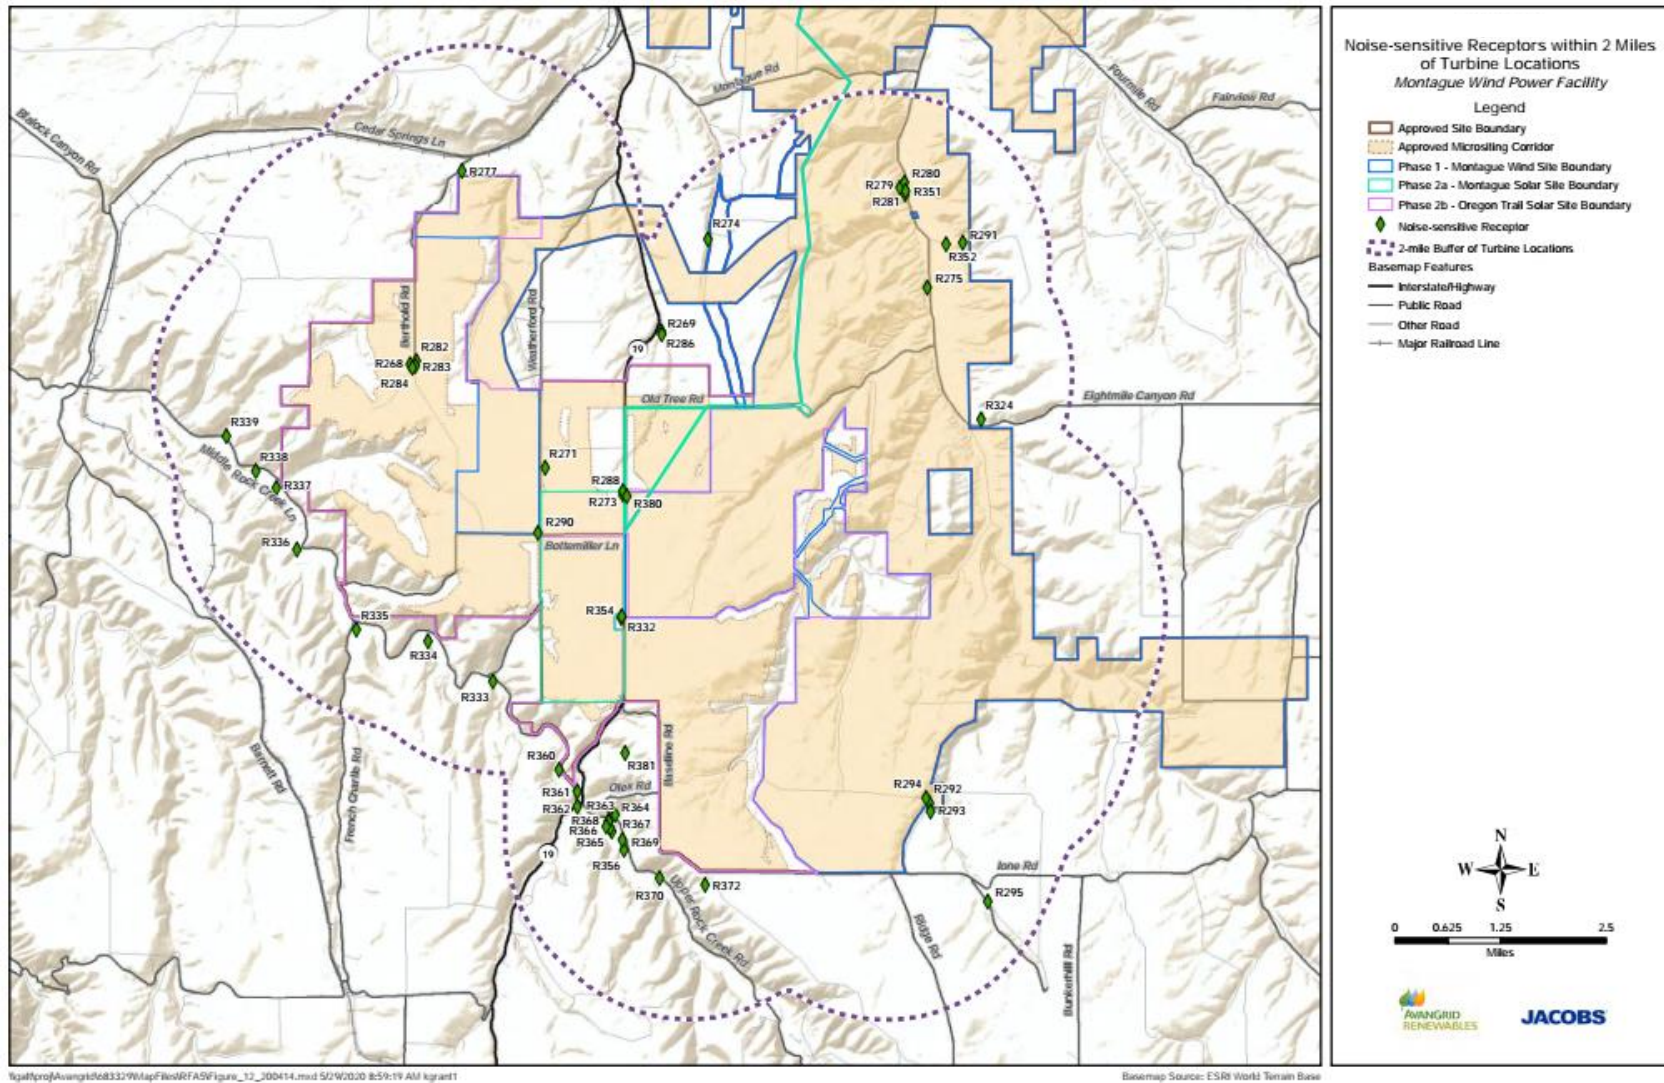 Noise-sensitive Receptors within 2 Miles
of Turbine Locations
Montague Wind Power Facility
Legend
Approved Site Boundary
Approved Micrositing Corridor
Phase 1 - Montague Wind Site Boundary
Phase 2a - Montague Solar Site Boundary
Phase 2b - Oregon Trail Solar Site Boundary
Noise-sensitive Receptor
2-mile Buffer of Turbine Locations
Basemap Features
Interstate/Highway
Public Road
Other Road
Major Railroad Line
Montague Rd
Fourmile Rd
Fairview Rd
Blalock Canyon Rd
Cedar Springs Ln
R277
R280
R279
R351
R281
R274
R291
R352
R275
Berthold Rd
Weatherford Rd
R269
R286
19
R282
R268
R283
R284
Old Tree Rd
Eightmile Canyon Rd
R324
R339
R338
Middle Rock Creek Ln
R337
R271
R288
R273
R380
R290
R336
Bottemiller Ln
R354
R332
R335
R334
R333
Barnett Rd
French Charlie Rd
Baseline Rd
R360
R381
R361
Olex Rd
R362
R363
R364
R368
R367
R366
R365
R369
R356
19
R294
R292
R293
R370
R372
Upper Rock Creek Rd
Ione Rd
R295
Ridge Rd
Bunkerhill Rd
N
W
E
S
0
0.625
1.25
2.5
Miles
AVANGRID
RENEWABLES
JACOBS
Basemap Source: ESRI World Terrain Base